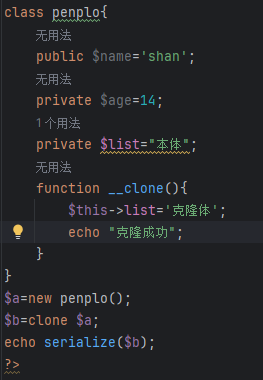 class penplo{
无用法
public $name='shan';
无用法
private $age=14;
1个用法
private $list="本体";
无用法
function __clone(){
$this->list='克隆体';
echo "克隆成功";
}
}
$a=new penplo();
$b=clone $a;
echo serialize($b);
?>